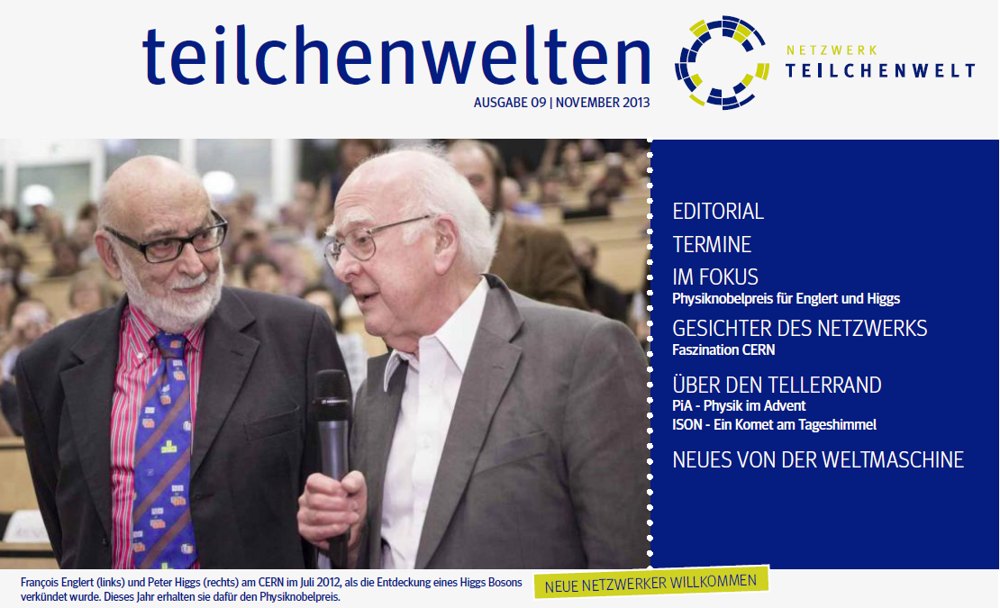 teilchenwelten
AUSGABE 09 | NOVEMBER 2013
NETZWERK
TEILCHENWELT
EDITORIAL
TERMINE
IM FOKUS
Physiknobelpreis für Englert und Higgs
GESICHTER DES NETZWERKS
Faszination CERN
ÜBER DEN TELLERRAND
PiA - Physik im Advent
ISON - Ein Komet am Tageshimmel
NEUES VON DER WELTMASCHINE
François Englert (links) und Peter Higgs (rechts) am CERN im Juli 2012, als die Entdeckung eines Higgs Bosons
verkündet wurde. Dieses Jahr erhalten sie dafür den Physiknobelpreis.
NEUE NETZWERKER WILLKOMMEN